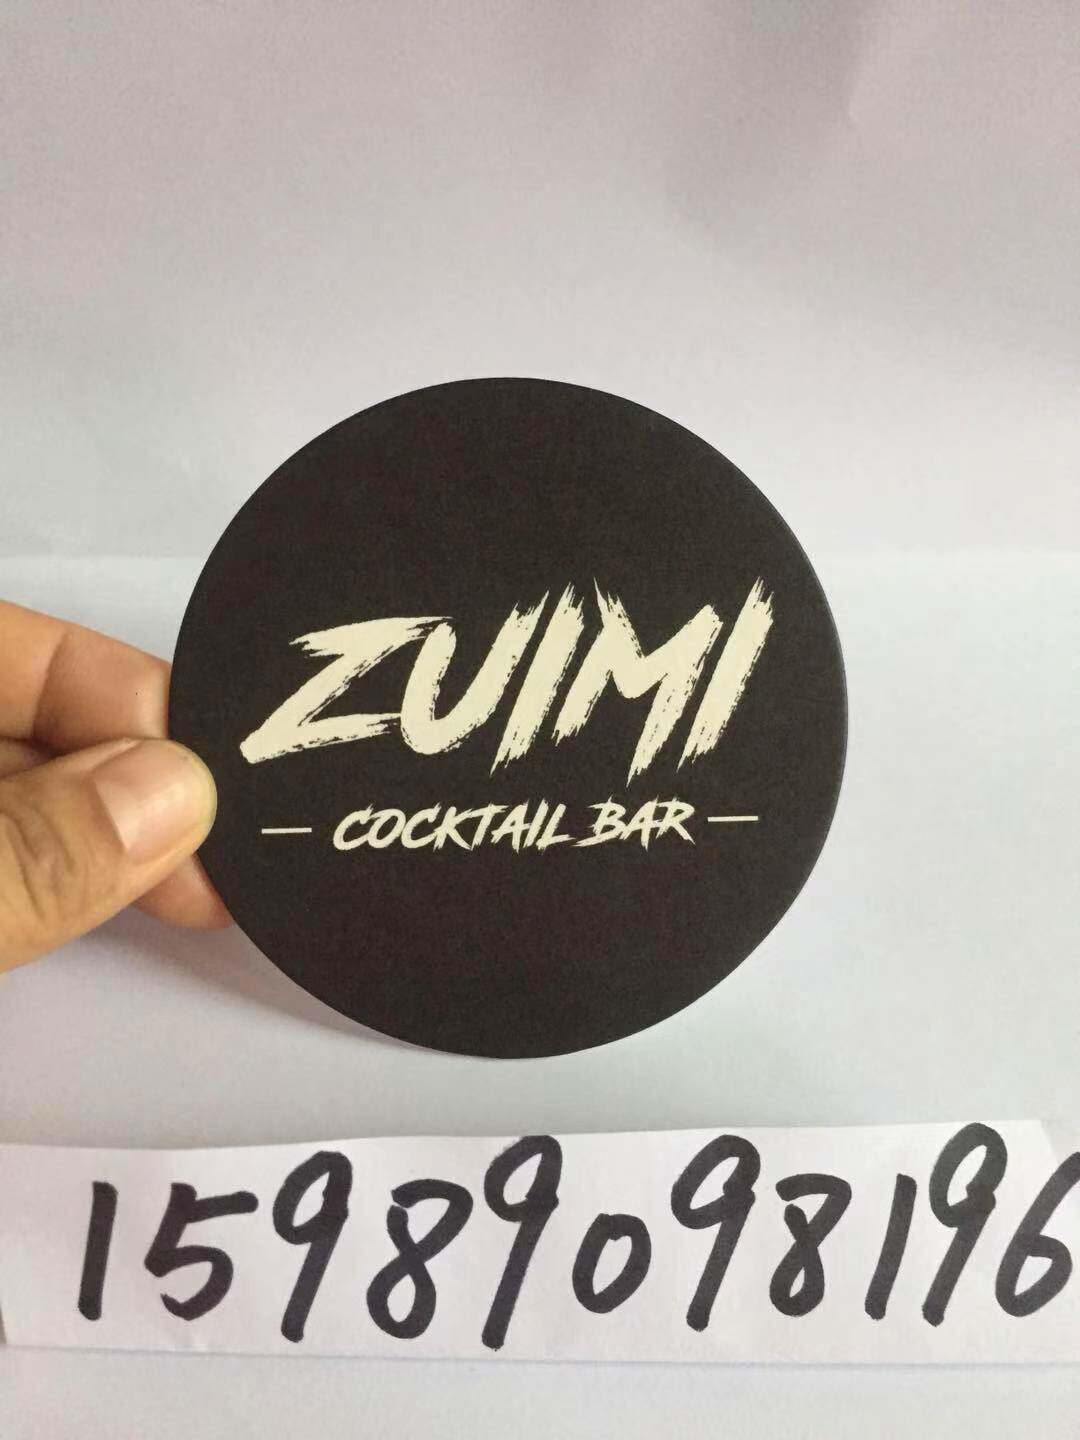 ZUIMI
— COCKTAIL BAR —
15989098196